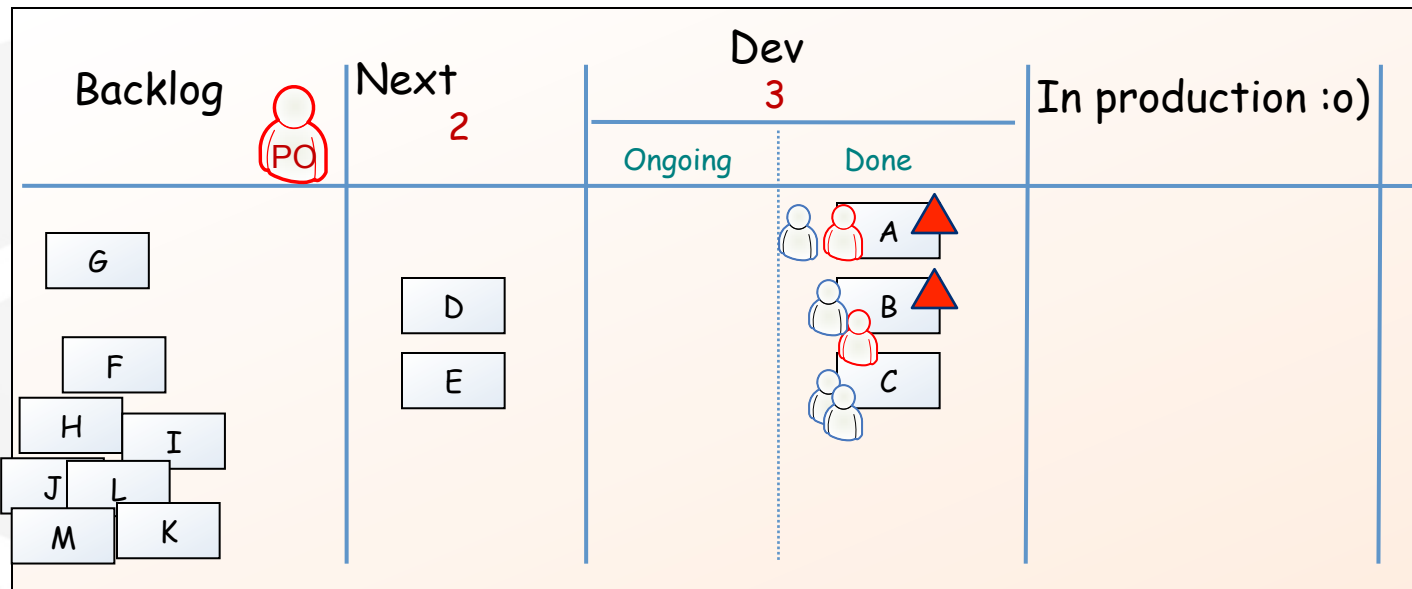 Backlog
PO
Next
2
Dev
3
Ongoing
Done
In production :o)
G
F
H
I
J
L
M
K
D
E
A
B
C